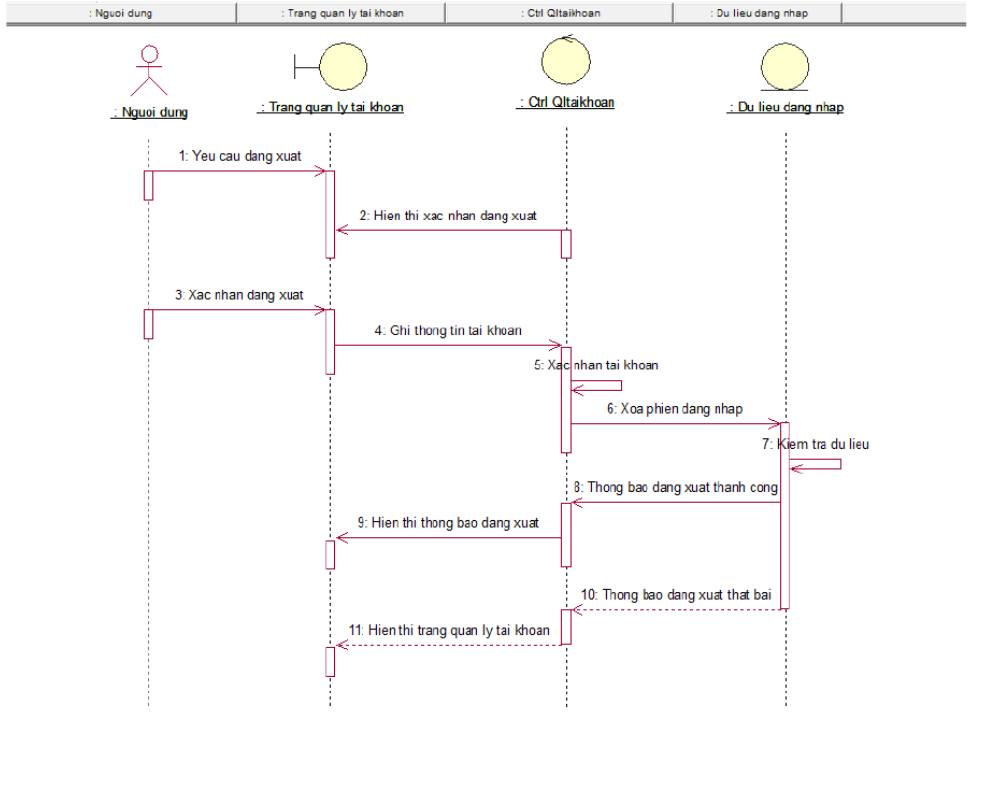 : Nguoi dung
: Trang quan ly tai khoan
: Ctrl Qltaikhoan
: Du lieu dang nhap
: Nguoi dung
: Trang quan ly tai khoan
: Ctrl Qltaikhoan
: Du lieu dang nhap
1: Yeu cau dang xuat
2: Hien thi xac nhan dang xuat
3: Xac nhan dang xuat
4: Ghi thong tin tai khoan
5: Xac nhan tai khoan
6: Xoa phien dang nhap
7: Kiem tra du lieu
8: Thong bao dang xuat thanh cong
9: Hien thi thong bao dang xuat
10: Thong bao dang xuat that bai
11: Hien thi trang quan ly tai khoan